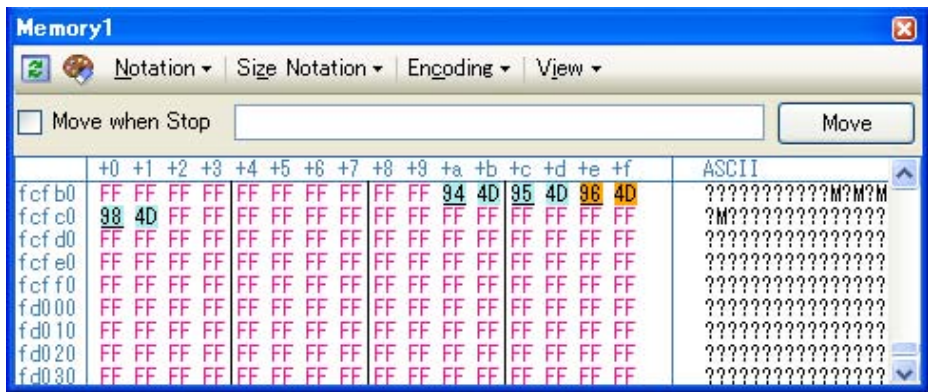 Memory1
Notation Size Notation Encoding View
Move when Stop Move
+0 +1 +2 +3 +4 +5 +6 +7 +8 +9 +a +b +c +d +e +f ASCII
fcfb0 FF FF FF FF FF FF FF FF FF FF 94 4D 95 4D 96 4D ???????????M?M?M
fcfc0 98 4D FF FF FF FF FF FF FF FF FF FF FF FF FF FF ?M??????????????
fcfd0 FF FF FF FF FF FF FF FF FF FF FF FF FF FF FF FF ????????????????
fcfe0 FF FF FF FF FF FF FF FF FF FF FF FF FF FF FF FF ????????????????
fcff0 FF FF FF FF FF FF FF FF FF FF FF FF FF FF FF FF ????????????????
fd000 FF FF FF FF FF FF FF FF FF FF FF FF FF FF FF FF ????????????????
fd010 FF FF FF FF FF FF FF FF FF FF FF FF FF FF FF FF ????????????????
fd020 FF FF FF FF FF FF FF FF FF FF FF FF FF FF FF FF ????????????????
fd030 FF FF FF FF FF FF FF FF FF FF FF FF FF FF FF FF ????????????????